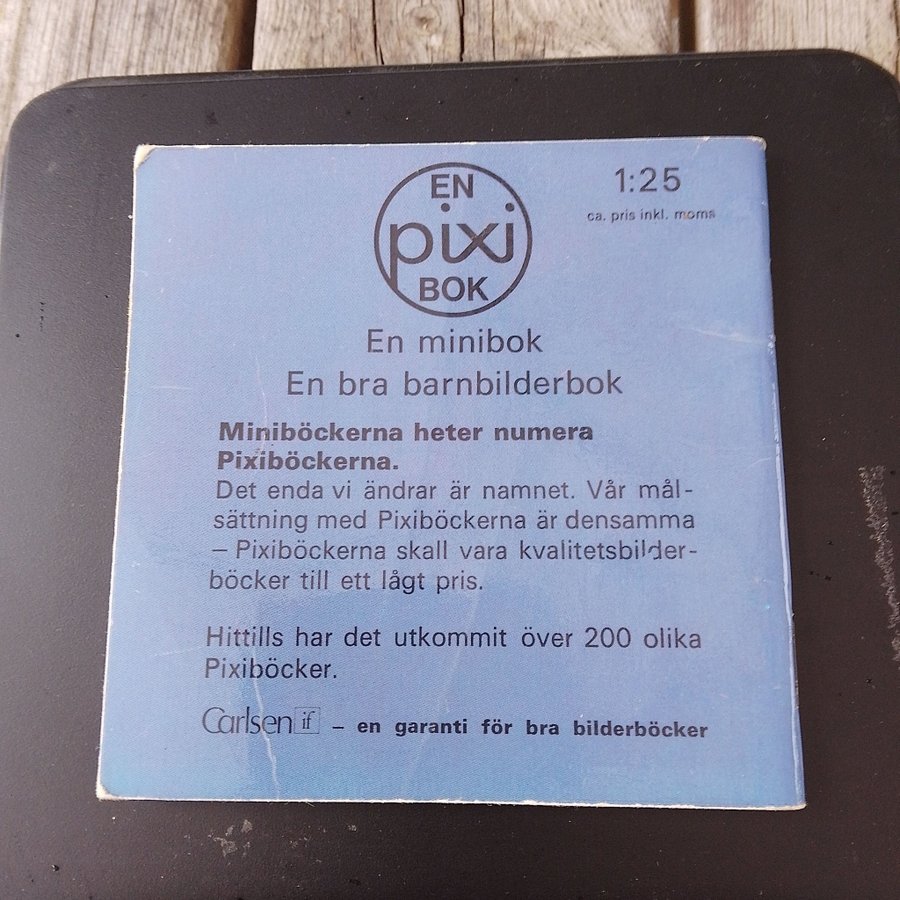 EN
pixi
BOK
1:25
ca. pris inkl. moms
En minibok
En bra barnbilderbok
Miniböckerna heter numera
Pixiböckerna.
Det enda vi ändrar är namnet. Vår mål-
sättning med Pixiböckerna är densamma
– Pixiböckerna skall vara kvalitetsbilder-
böcker till ett lågt pris.
Hittills har det utkommit över 200 olika
Pixiböcker.
Carlsen if – en garanti för bra bilderböcker